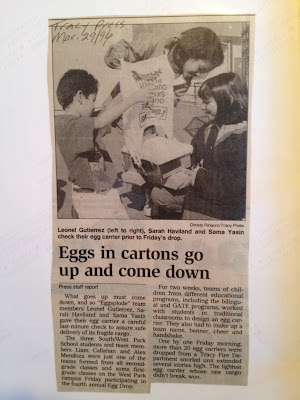 Tracy Press
Mar. 29/96
SAVE
OUR
Christy Rickard/Tracy Press
Leonel Gutierrez (left to right), Sarah Haviland and Sama Yasin
check their egg carrier prior to Friday's drop.
Eggs in cartons go
up and come down
Press staff report
What goes up must come
down, and so "Eggsplode" team
members Leonel Gutierrez, Sa-
rah Haviland and Sama Yasin
gave their egg carrier a careful
last-minute check to assure safe
delivery of its fragile cargo.
The three South/West Park
School students and team mem-
bers Liam Callahan and Alex
Mendoza were just one of the
teams formed from all second-
grade classes and some first-
grade classes on the West Park
campus Friday participating in
the fourth annual Egg Drop.
For two weeks, teams of chil-
dren from different educational
programs, including the bilingu-
al and GATE programs, worked
with students in traditional
classrooms to design an egg car-
rier. They also had to make up a
team name, banner, cheer and
handshake.
One by one Friday morning,
more than 20 egg carriers were
dropped from a Tracy Fire De-
partment snorkel unit extended
several stories high. The lightest
egg carrier whose raw cargo
didn't break, won.